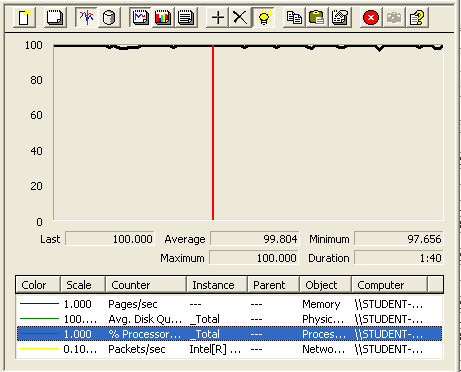 100
80
60
40
20
0
Last 100.000 Average 99.804 Minimum 97.656
Maximum 100.000 Duration 1:40
Color Scale Counter Instance Parent Object Computer
1.000 Pages/sec --- --- Memory \\STUDENT-...
100.... Avg. Disk Qu... _Total --- Physic... \\STUDENT-...
1.000 % Processor... _Total --- Proces... \\STUDENT-...
0.10... Packets/sec Intel[R] ... --- Netwo... \\STUDENT-...